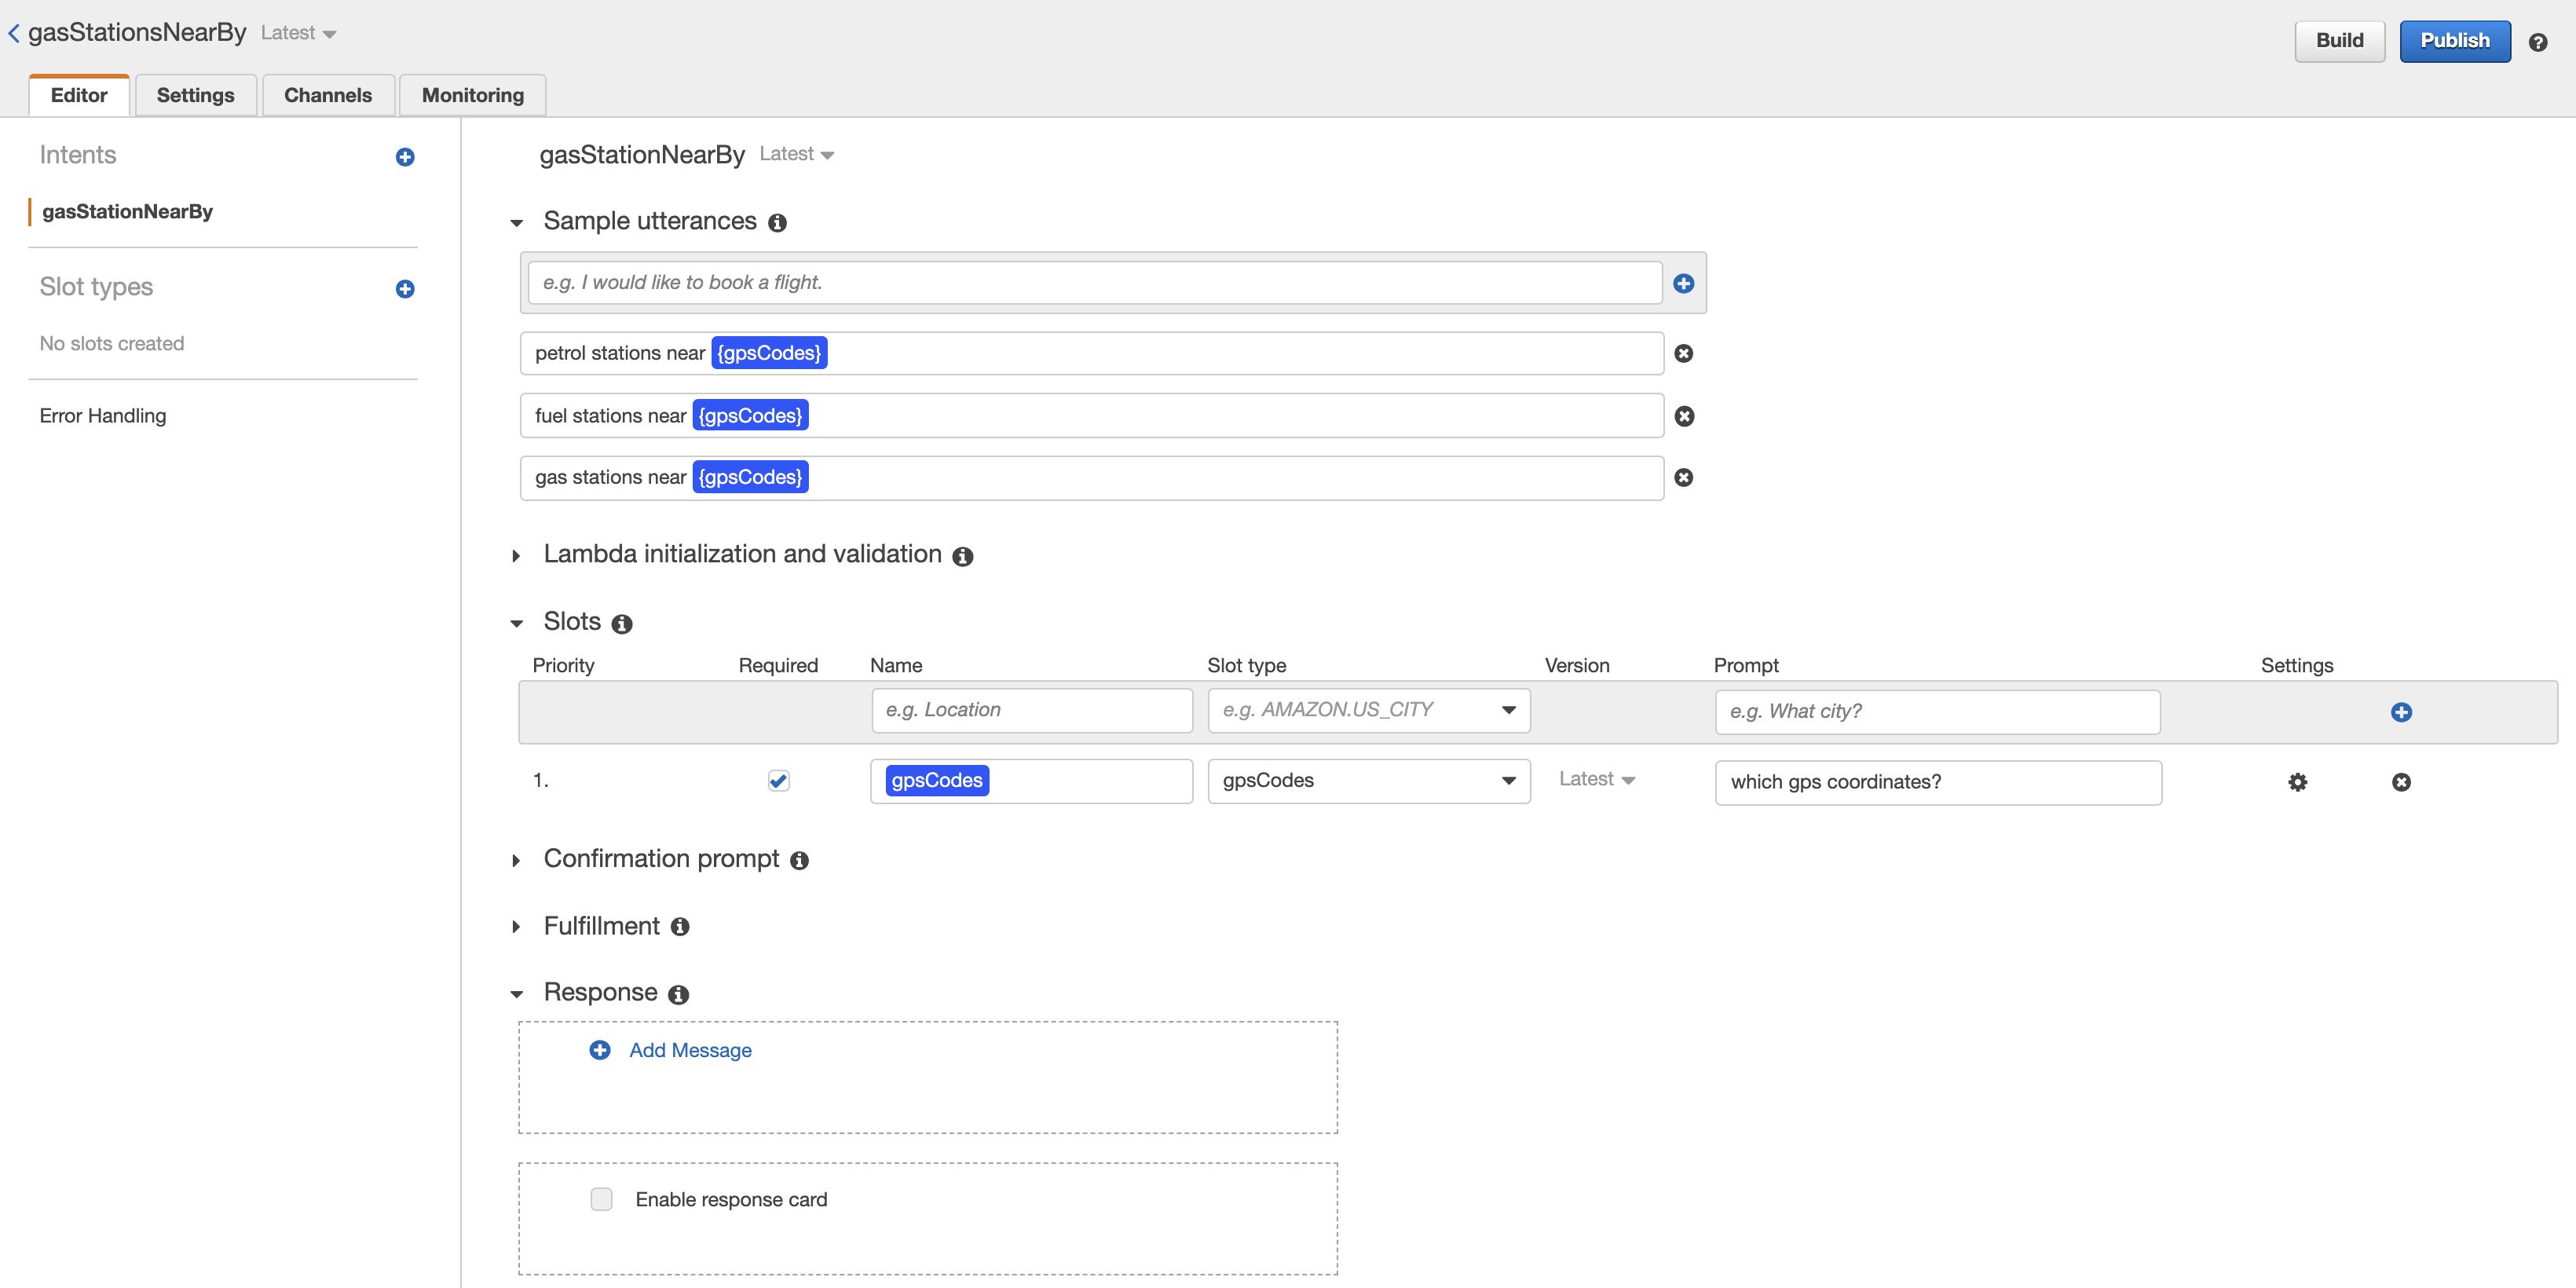 gasStationsNearBy Latest
Build Publish
Editor Settings Channels Monitoring
Intents
gasStationNearBy
Slot types
No slots created
Error Handling
gasStationNearBy Latest
Sample utterances
e.g. I would like to book a flight.
petrol stations near {gpsCodes}
fuel stations near {gpsCodes}
gas stations near {gpsCodes}
Lambda initialization and validation
Slots
Priority Required Name Slot type Version Prompt Settings
e.g. Location e.g. AMAZON.US_CITY e.g. What city?
1. gpsCodes gpsCodes Latest which gps coordinates?
Confirmation prompt
Fulfillment
Response
Add Message
Enable response card